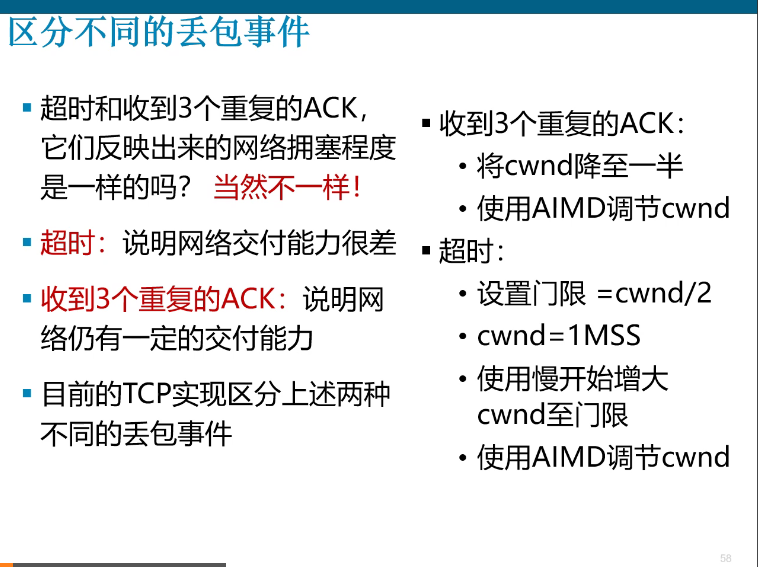 区分不同的丢包事件
超时和收到3个重复的ACK，
它们反映出来的网络拥塞程度
是一样的吗？ 当然不一样！
超时：说明网络交付能力很差
收到3个重复的ACK：说明网
络仍有一定的交付能力
目前的TCP实现区分上述两种
不同的丢包事件
收到3个重复的ACK：
• 将cwnd降至一半
• 使用AIMD调节cwnd
超时：
• 设置门限 =cwnd/2
• cwnd=1MSS
• 使用慢开始增大
cwnd至门限
• 使用AIMD调节cwnd
58